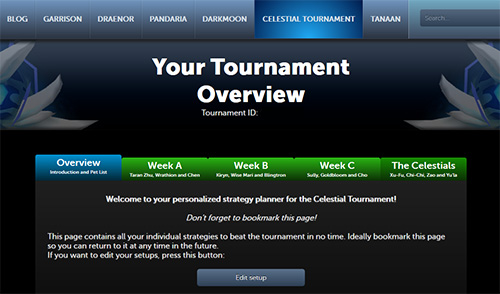 BLOG GARRISON DRAENOR PANDARIA DARKMOON CELESTIAL TOURNAMENT TANAAN Search...
Your Tournament
Overview
Tournament ID:
Overview Week A Week B Week C The Celestials
Introduction and Pet List Taran Zhu, Wrathion and Chen Kiryn, Wise Mari and Blingtron Sully, Goldbloom and Cho Xu-Fu, Chi-Chi, Zao and Yu'la
Welcome to your personalized strategy planner for the Celestial Tournament!
Don't forget to bookmark this page!
This page contains all your individual strategies to beat the tournament in no time. Ideally bookmark this page
so you can return to it at any time in the future.
If you want to edit your setups, press this button:
Edit setup